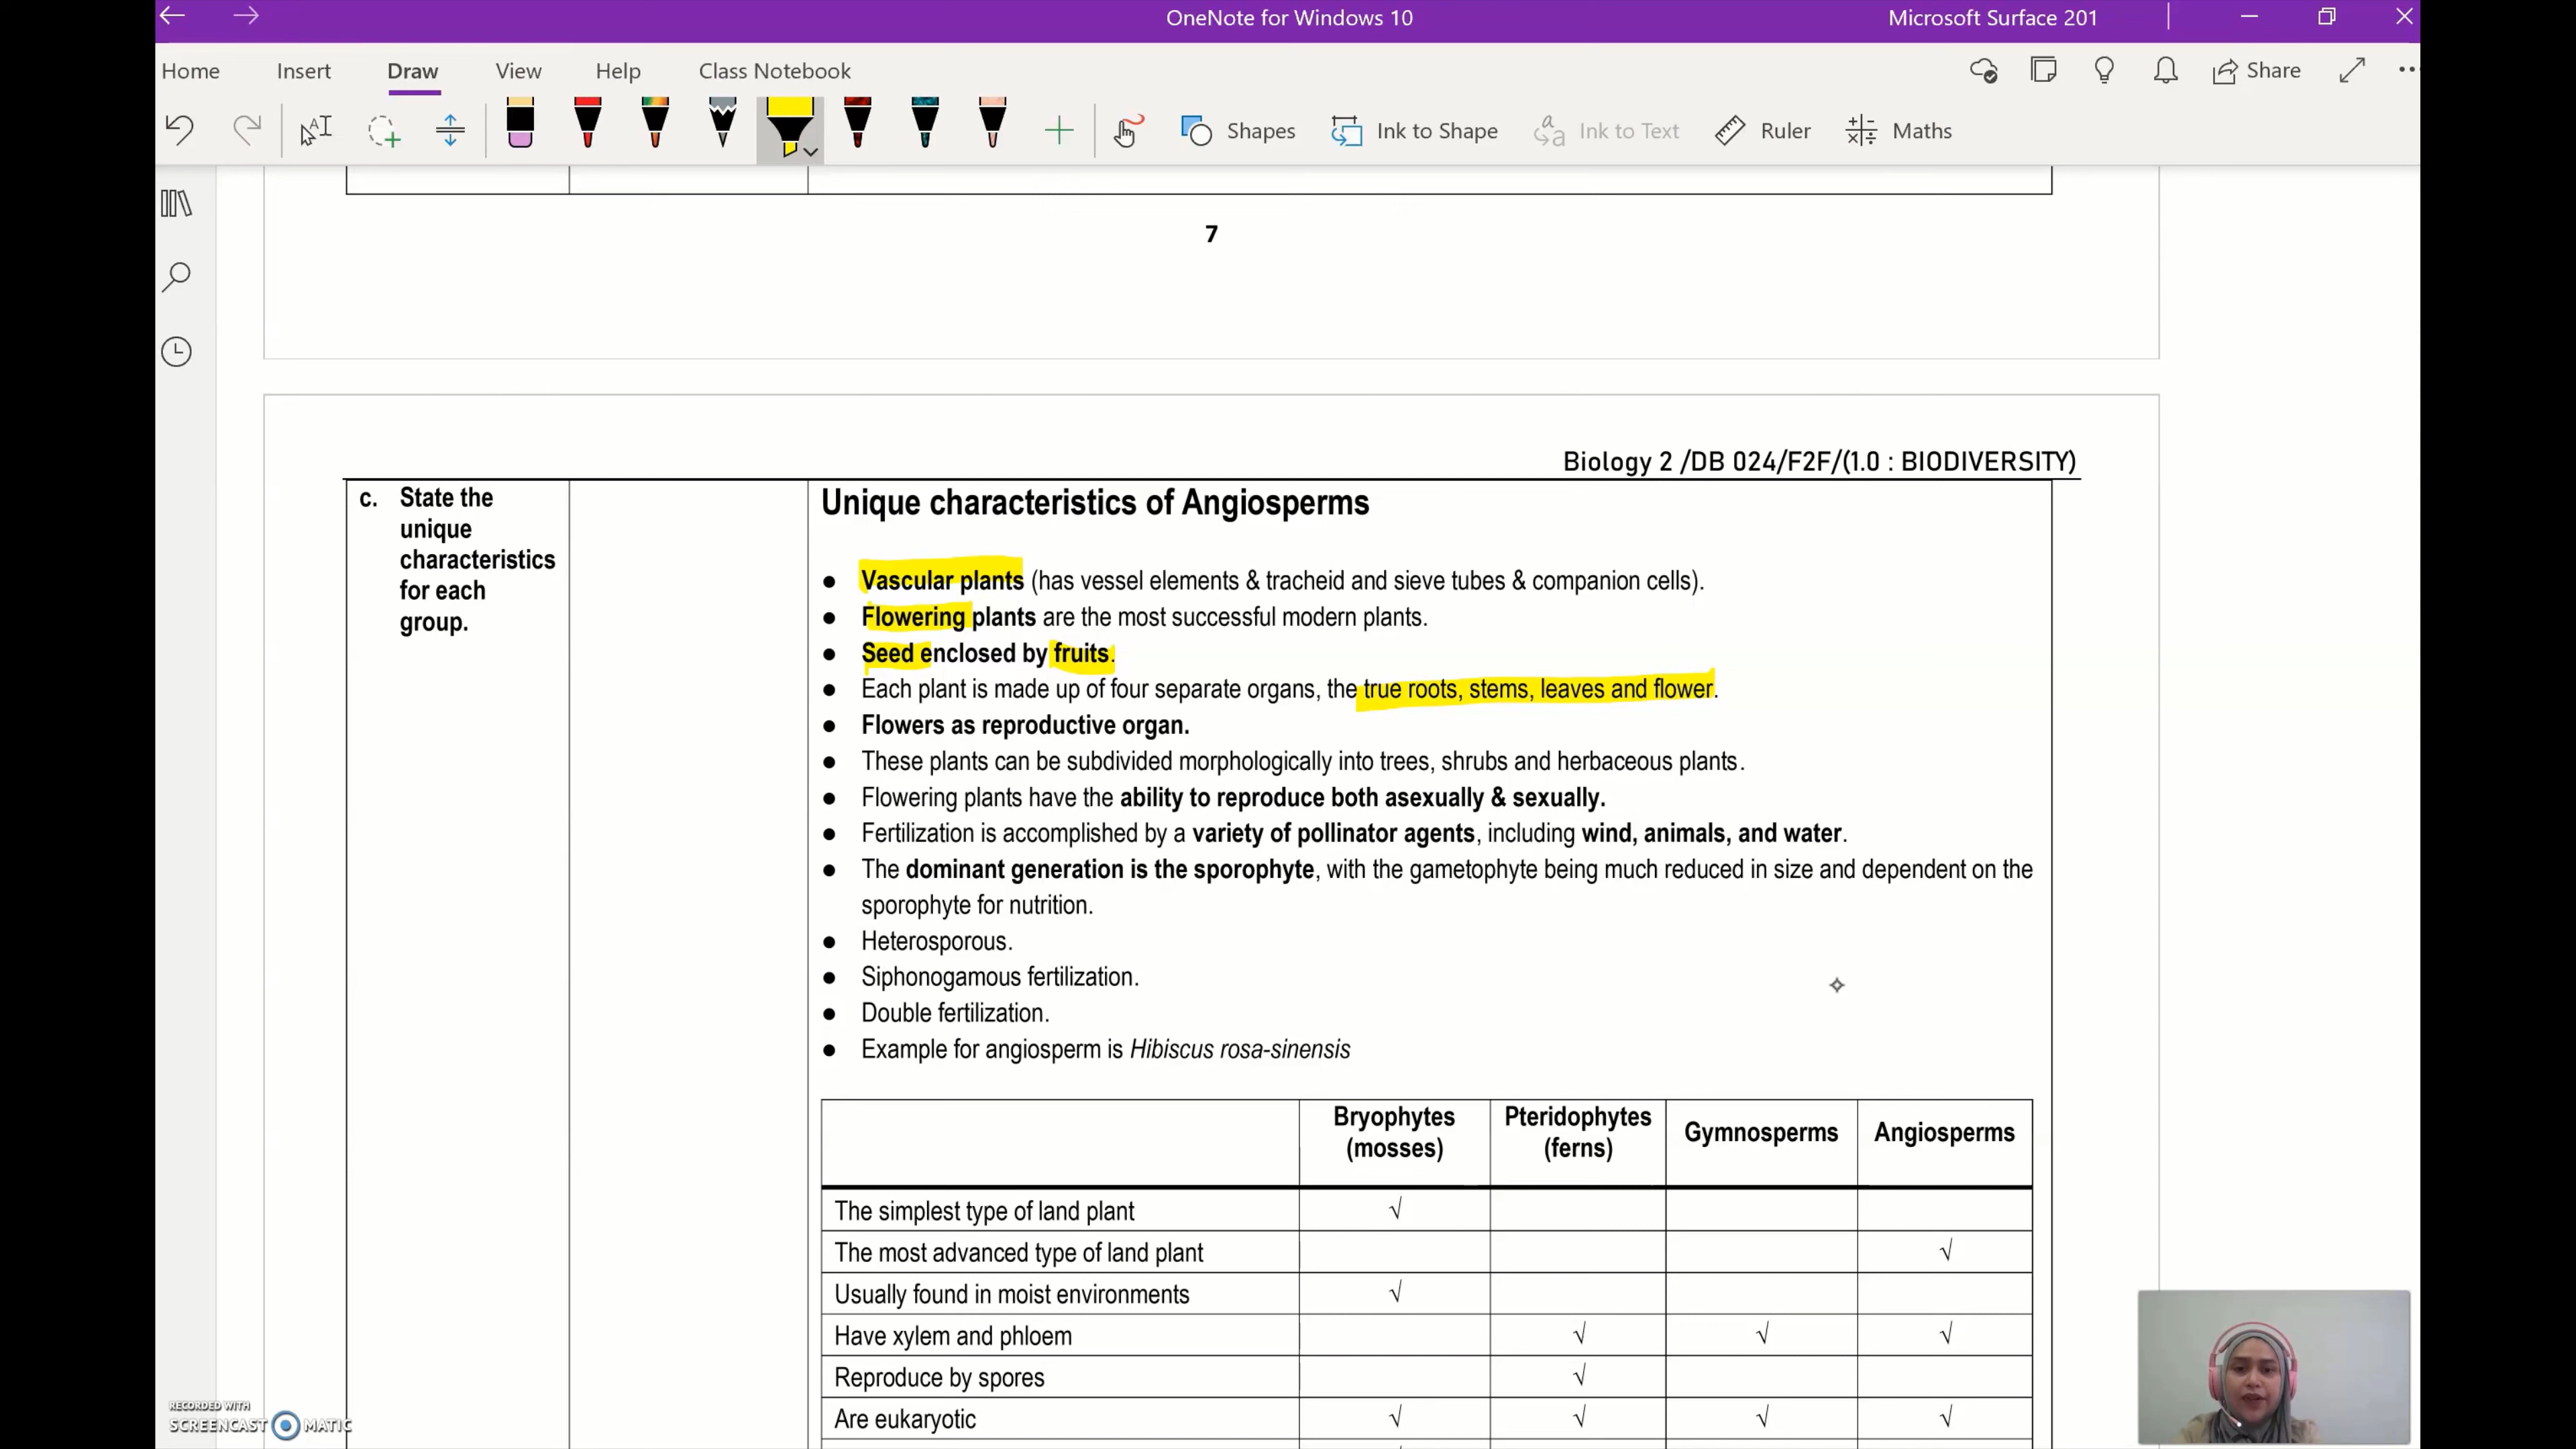 OneNote for Windows 10
Microsoft Surface 201
Home Insert Draw View Help Class Notebook
Share
Shapes Ink to Shape Ink to Text Ruler Maths
7
Biology 2 /DB 024/F2F/(1.0 : BIODIVERSITY)
c. State the
unique
characteristics
for each
group.
Unique characteristics of Angiosperms
● Vascular plants (has vessel elements & tracheid and sieve tubes & companion cells).
● Flowering plants are the most successful modern plants.
● Seed enclosed by fruits.
● Each plant is made up of four separate organs, the true roots, stems, leaves and flower.
● Flowers as reproductive organ.
● These plants can be subdivided morphologically into trees, shrubs and herbaceous plants.
● Flowering plants have the ability to reproduce both asexually & sexually.
● Fertilization is accomplished by a variety of pollinator agents, including wind, animals, and water.
● The dominant generation is the sporophyte, with the gametophyte being much reduced in size and dependent on the
sporophyte for nutrition.
● Heterosporous.
● Siphonogamous fertilization.
● Double fertilization.
● Example for angiosperm is Hibiscus rosa-sinensis
Bryophytes (mosses) Pteridophytes (ferns) Gymnosperms Angiosperms
The simplest type of land plant √
The most advanced type of land plant √
Usually found in moist environments √
Have xylem and phloem √ √ √
Reproduce by spores √
Are eukaryotic √ √ √ √
RECORDED WITH
SCREENCAST MATIC